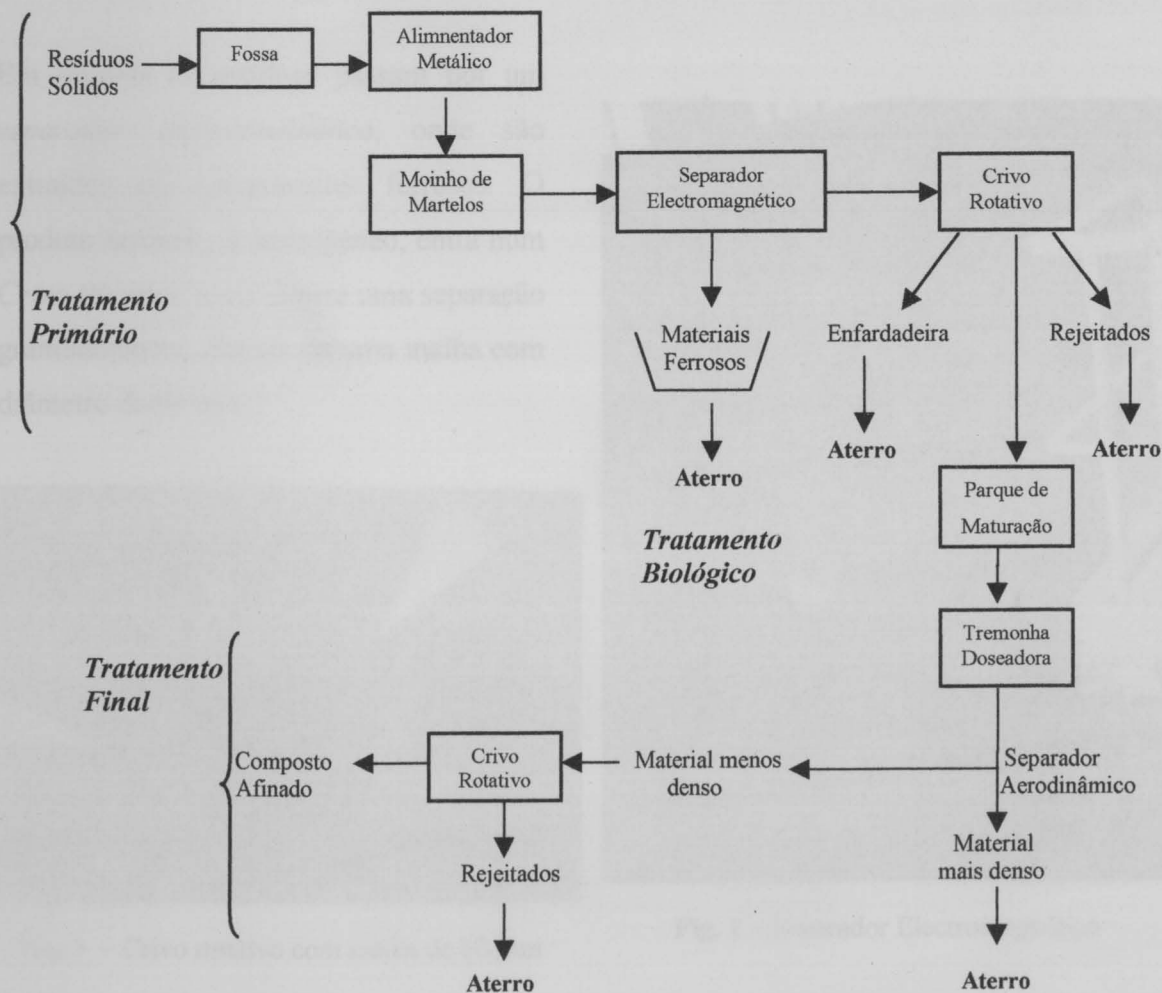 Resíduos
Sólidos
Fossa
Alimnentador
Metálico
Moinho de
Martelos
Separador
Electromagnético
Crivo
Rotativo
Tratamento
Primário
Materiais
Ferrosos
Enfardadeira
Rejeitados
Aterro
Aterro
Aterro
Parque de
Maturação
Tratamento
Biológico
Tremonha
Doseadora
Tratamento
Final
Composto
Afinado
Crivo
Rotativo
Material menos
denso
Separador
Aerodinâmico
Rejeitados
Material
mais denso
Aterro
Aterro